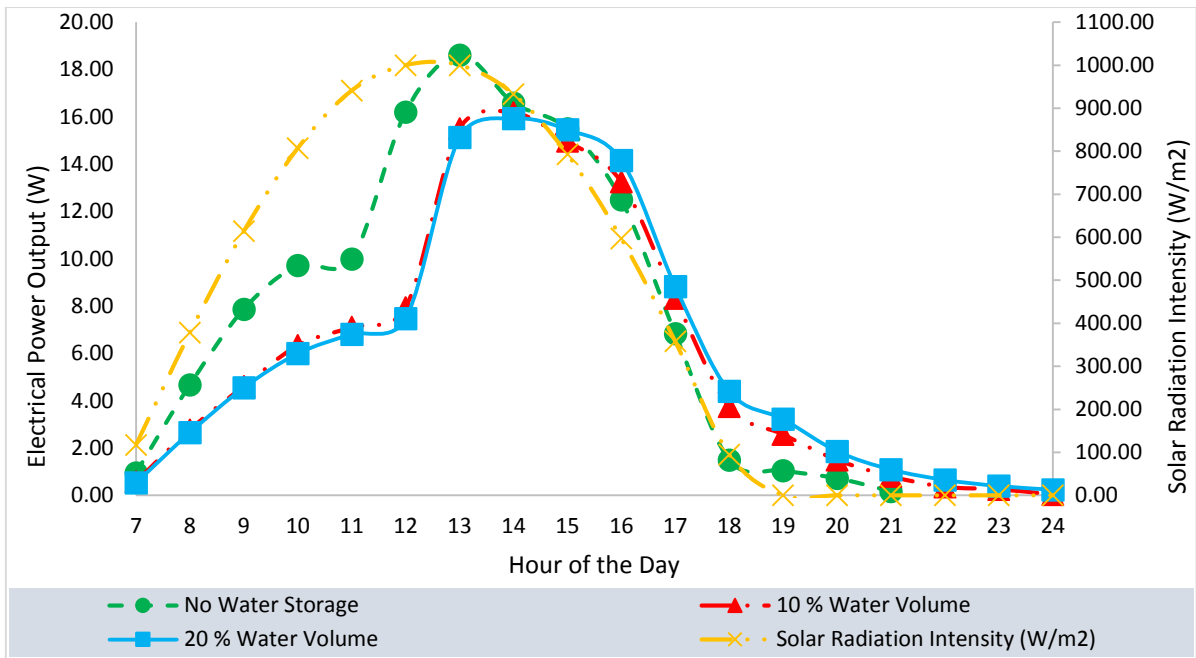 Electrical Power Output (W)
20.00
18.00
16.00
14.00
12.00
10.00
8.00
6.00
4.00
2.00
0.00
1100.00
1000.00
900.00
800.00
700.00
600.00
500.00
400.00
300.00
200.00
100.00
0.00
Solar Radiation Intensity (W/m2)
7 8 9 10 11 12 13 14 15 16 17 18 19 20 21 22 23 24
Hour of the Day
No Water Storage
10 % Water Volume
20 % Water Volume
Solar Radiation Intensity (W/m2)